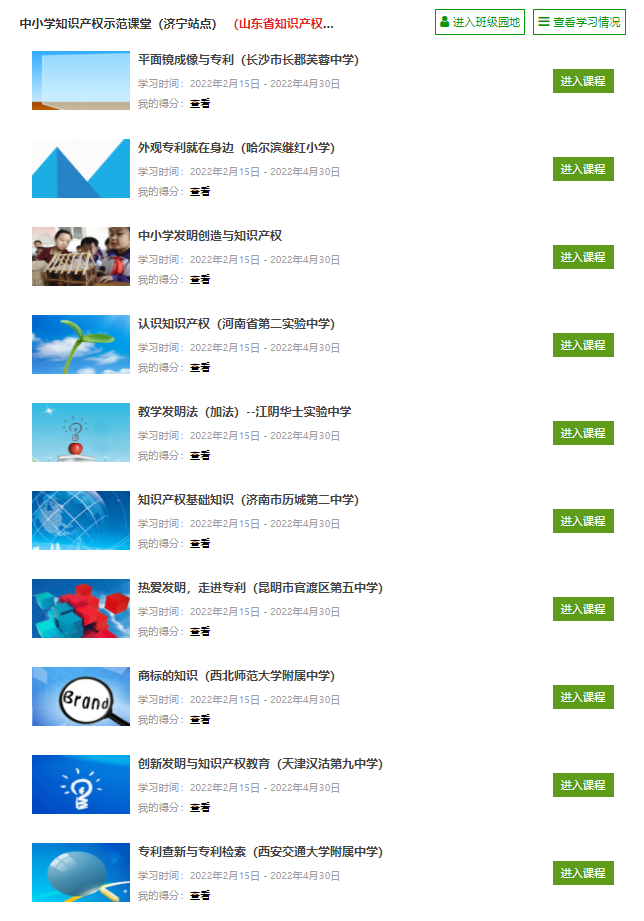 中小学知识产权示范课堂（济宁站点） （山东省知识产权...
进入班级园地
查看学习情况
平面镜成像与专利（长沙市长郡芙蓉中学）
学习时间：2022年2月15日 - 2022年4月30日
进入课程
我的得分：查看
外观专利就在身边（哈尔滨继红小学）
学习时间：2022年2月15日 - 2022年4月30日
进入课程
我的得分：查看
中小学发明创造与知识产权
学习时间：2022年2月15日 - 2022年4月30日
进入课程
我的得分：查看
认识知识产权（河南省第二实验中学）
学习时间：2022年2月15日 - 2022年4月30日
进入课程
我的得分：查看
教学发明法（加法）--江阴华士实验中学
学习时间：2022年2月15日 - 2022年4月30日
进入课程
我的得分：查看
知识产权基础知识（济南市历城第二中学）
学习时间：2022年2月15日 - 2022年4月30日
进入课程
我的得分：查看
热爱发明，走进专利（昆明市官渡区第五中学）
学习时间：2022年2月15日 - 2022年4月30日
进入课程
我的得分：查看
商标的知识（西北师范大学附属中学）
Brand
学习时间：2022年2月15日 - 2022年4月30日
进入课程
我的得分：查看
创新发明与知识产权教育（天津汉沽第九中学）
学习时间：2022年2月15日 - 2022年4月30日
进入课程
我的得分：查看
专利查新与专利检索（西安交通大学附属中学）
学习时间：2022年2月15日 - 2022年4月30日
进入课程
我的得分：查看